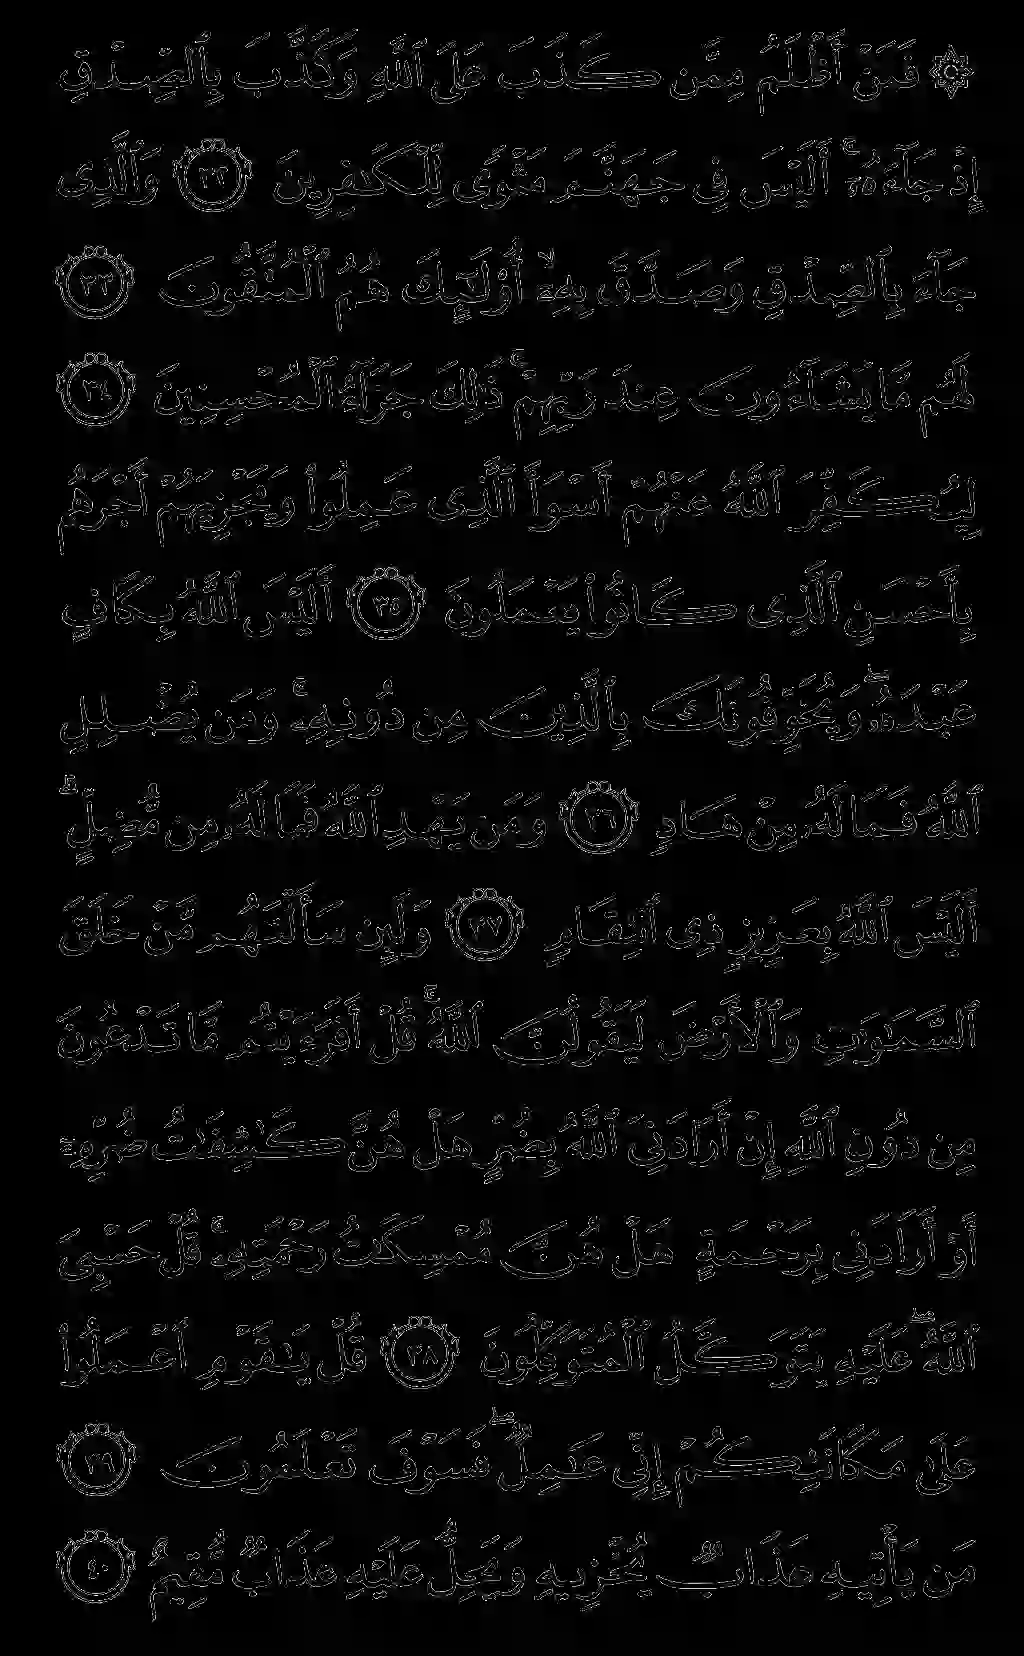 ۞ فَمَنْ أَظْلَمُ مِمَّن كَذَبَ عَلَى ٱللَّهِ وَكَذَّبَ بِٱلصِّدْقِ
إِذْ جَآءَهُۥٓ ۚ أَلَيْسَ فِى جَهَنَّمَ مَثْوًى لِّلْكَـٰفِرِينَ ٣٢ وَٱلَّذِى
جَآءَ بِٱلصِّدْقِ وَصَدَّقَ بِهِۦٓ ۙ أُو۟لَـٰٓئِكَ هُمُ ٱلْمُتَّقُونَ ٣٣
لَهُم مَّا يَشَآءُونَ عِندَ رَبِّهِمْ ۚ ذَٰلِكَ جَزَآءُ ٱلْمُحْسِنِينَ ٣٤
لِيُكَفِّرَ ٱللَّهُ عَنْهُمْ أَسْوَأَ ٱلَّذِى عَمِلُوا۟ وَيَجْزِيَهُمْ أَجْرَهُم
بِأَحْسَنِ ٱلَّذِى كَانُوا۟ يَعْمَلُونَ ٣٥ أَلَيْسَ ٱللَّهُ بِكَافٍ
عَبْدَهُۥ ۖ وَيُخَوِّفُونَكَ بِٱلَّذِينَ مِن دُونِهِۦ ۚ وَمَن يُضْلِلِ
ٱللَّهُ فَمَا لَهُۥ مِنْ هَادٍ ٣٦ وَمَن يَهْدِ ٱللَّهُ فَمَا لَهُۥ مِن مُّضِلٍّ ۗ
أَلَيْسَ ٱللَّهُ بِعَزِيزٍ ذِى ٱنتِقَامٍ ٣٧ وَلَئِن سَأَلْتَهُم مَّنْ خَلَقَ
ٱلسَّمَـٰوَٰتِ وَٱلْأَرْضَ لَيَقُولُنَّ ٱللَّهُ ۚ قُلْ أَفَرَءَيْتُم مَّا تَدْعُونَ
مِن دُونِ ٱللَّهِ إِنْ أَرَادَنِىَ ٱللَّهُ بِضُرٍّ هَلْ هُنَّ كَـٰشِفَـٰتُ ضُرِّهِۦٓ
أَوْ أَرَادَنِى بِرَحْمَةٍ هَلْ هُنَّ مُمْسِكَـٰتُ رَحْمَتِهِۦ ۚ قُلْ حَسْبِىَ
ٱللَّهُ ۖ عَلَيْهِ يَتَوَكَّلُ ٱلْمُتَوَكِّلُونَ ٣٨ قُلْ يَـٰقَوْمِ ٱعْمَلُوا۟
عَلَىٰ مَكَانَتِكُمْ إِنِّى عَـٰمِلٌ ۖ فَسَوْفَ تَعْلَمُونَ ٣٩
مَن يَأْتِيهِ عَذَابٌ يُخْزِيهِ وَيَحِلُّ عَلَيْهِ عَذَابٌ مُّقِيمٌ ٤٠